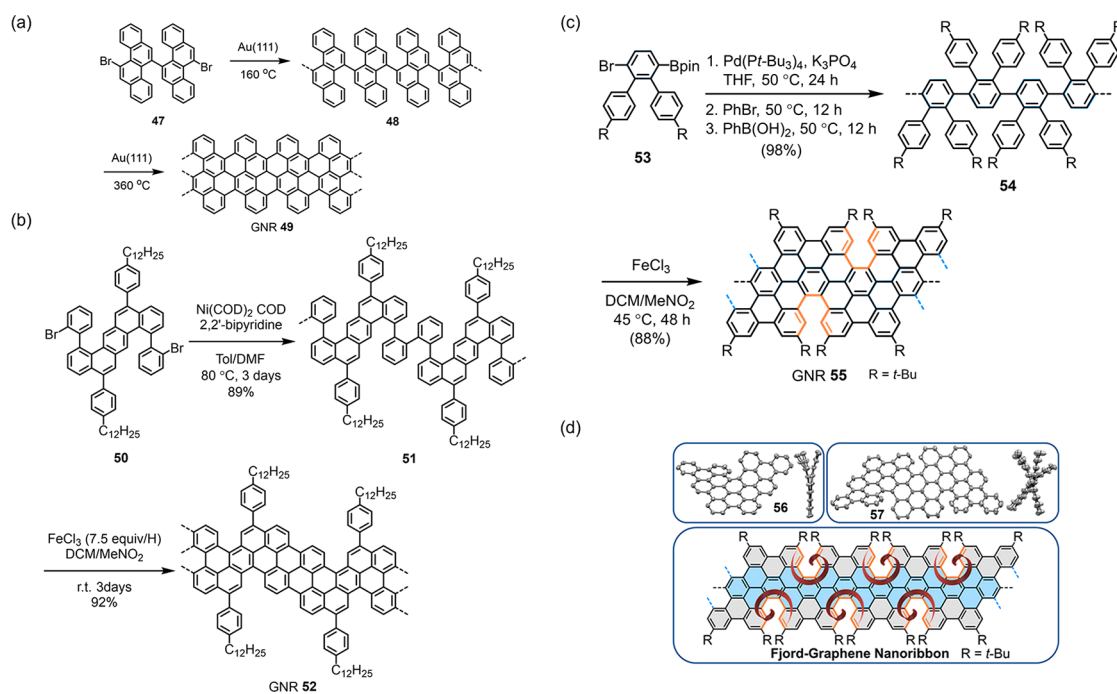 (a)
Br
Br
47
Au(111)
160 °C
48
Au(111)
360 °C
GNR 49
(b)
C₁₂H₂₅
Br
Br
C₁₂H₂₅
50
Ni(COD)₂ COD
2,2'-bipyridine
Tol/DMF
80 °C, 3 days
89%
C₁₂H₂₅
C₁₂H₂₅
C₁₂H₂₅
C₁₂H₂₅
51
FeCl₃ (7.5 equiv/H)
DCM/MeNO₂
r.t. 3days
92%
C₁₂H₂₅
C₁₂H₂₅
C₁₂H₂₅
C₁₂H₂₅
GNR 52
(c)
Br
Bpin
R
R
53
1. Pd(Pt-Bu₃)₄, K₃PO₄
THF, 50 °C, 24 h
2. PhBr, 50 °C, 12 h
3. PhB(OH)₂, 50 °C, 12 h
(98%)
R
R
R
R
R
R
R
R
54
FeCl₃
DCM/MeNO₂
45 °C, 48 h
(88%)
R
R
R
R
R
R
R
R
GNR 55 R = t-Bu
(d)
56
57
R
R R
R R
R R
R
R R
R R
R R
Fjord-Graphene Nanoribbon R = t-Bu